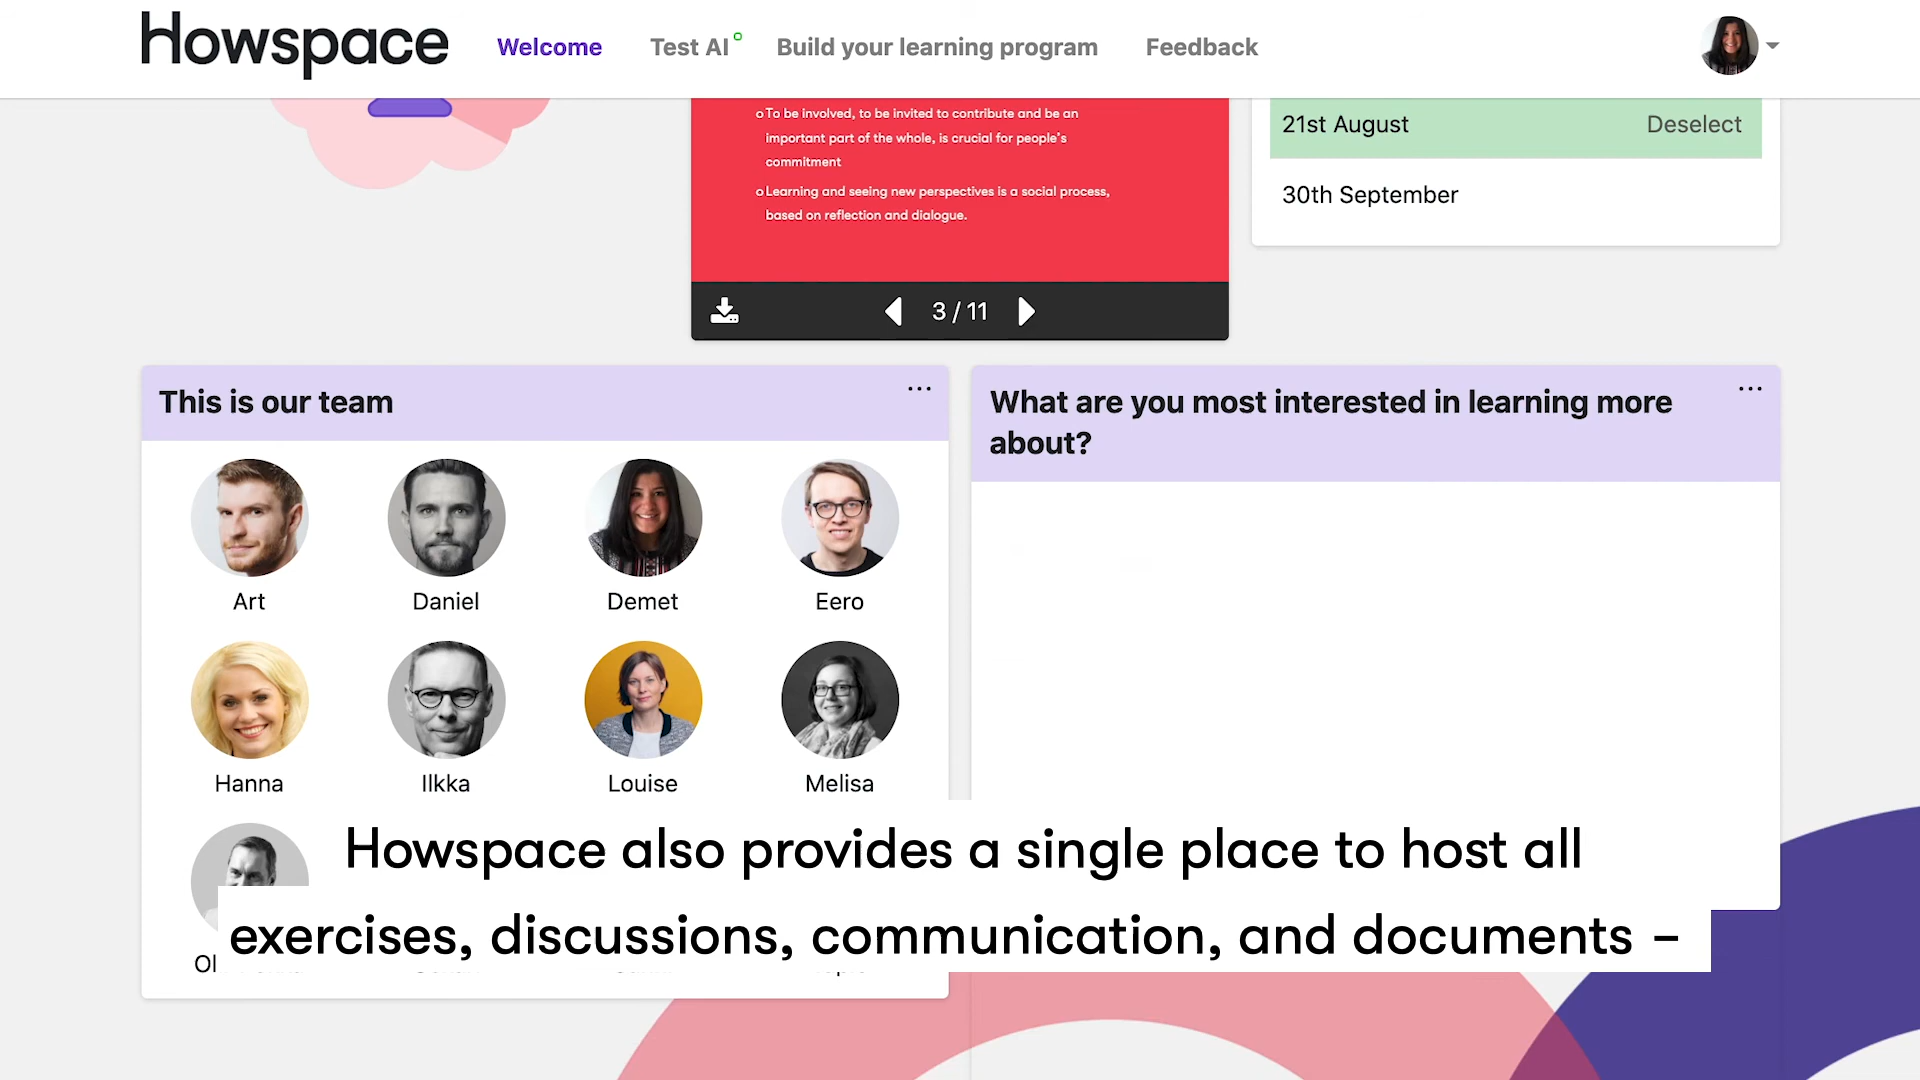 Howspace
Welcome
Test AI
Build your learning program
Feedback
o To be involved, to be invited to contribute and be an
important part of the whole, is crucial for people's
commitment
o Learning and seeing new perspectives is a social process,
based on reflection and dialogue.
3 / 11
21st August
Deselect
30th September
This is our team
...
Art
Daniel
Demet
Eero
Hanna
Ilkka
Louise
Melisa
What are you most interested in learning more
about?
...
Howspace also provides a single place to host all
exercises, discussions, communication, and documents –